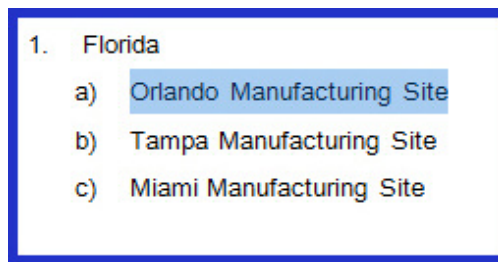 1. Florida
a) Orlando Manufacturing Site
b) Tampa Manufacturing Site
c) Miami Manufacturing Site